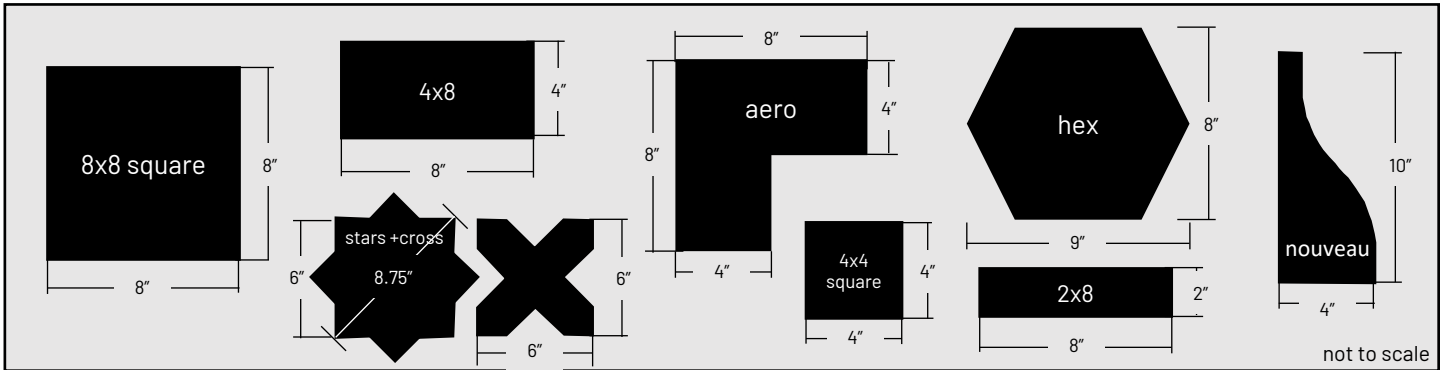 8x8 square
8″
8″
4x8
4″
8″
stars +cross
8.75″
6″
6″
6″
8″
aero
4″
8″
4″
4x4
square
4″
4″
hex
8″
9″
2x8
2″
8″
nouveau
10″
4″
not to scale